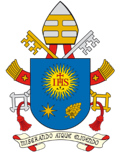 IHS
MISERANDO ATQUE ELIGENDO